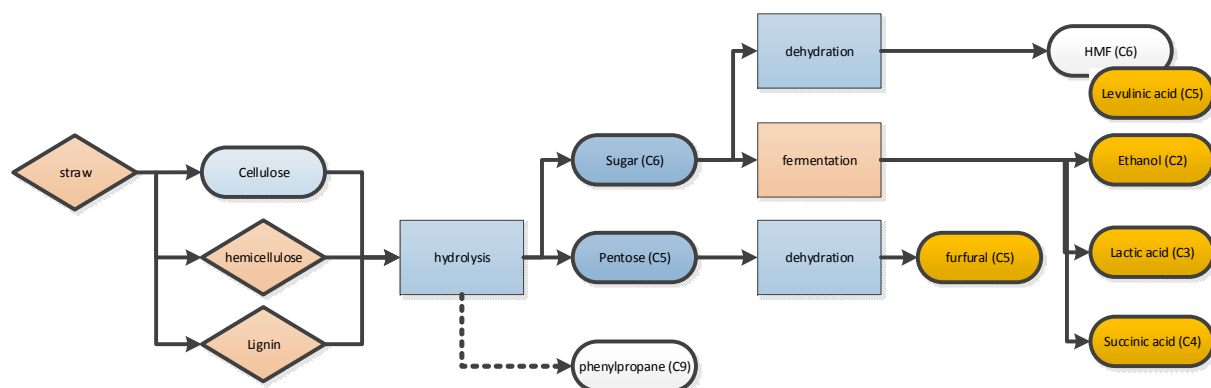 dehydration
HMF (C6)
Levulinic acid (C5)
straw
Cellulose
Sugar (C6)
fermentation
Ethanol (C2)
hemicellulose
hydrolysis
Pentose (C5)
dehydration
furfural (C5)
Lactic acid (C3)
Lignin
phenylpropane (C9)
Succinic acid (C4)